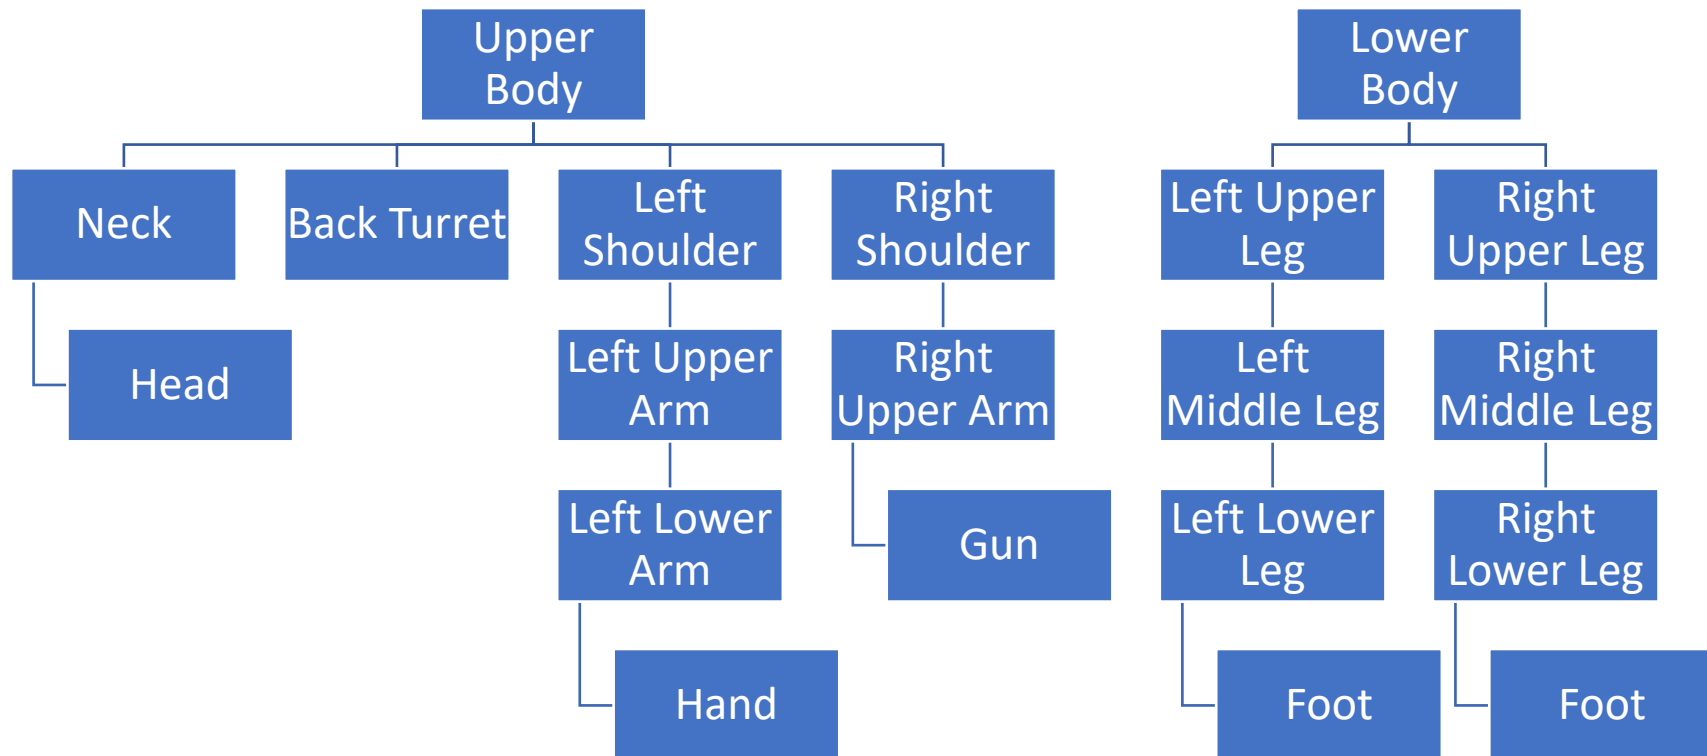 Upper
Body
Lower
Body
Neck
Back Turret
Left
Shoulder
Right
Shoulder
Left Upper
Leg
Right
Upper Leg
Head
Left Upper
Arm
Right
Upper Arm
Left
Middle Leg
Right
Middle Leg
Left Lower
Arm
Gun
Left Lower
Leg
Right
Lower Leg
Hand
Foot
Foot